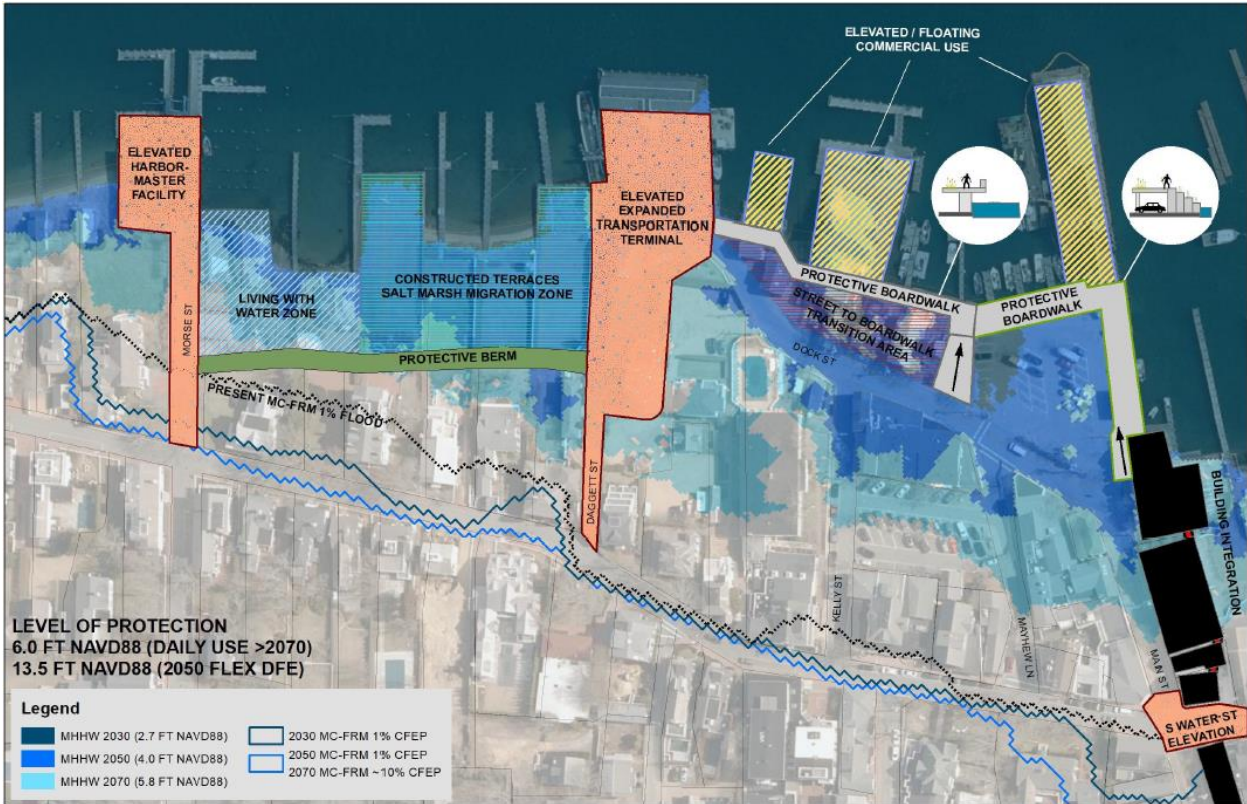 ELEVATED / FLOATING
COMMERCIAL USE
ELEVATED
HARBOR-
MASTER
FACILITY
ELEVATED
EXPANDED
TRANSPORTATION
TERMINAL
LIVING WITH
WATER ZONE
CONSTRUCTED TERRACES
SALT MARSH MIGRATION ZONE
PROTECTIVE BOARDWALK
STREET TO BOARDWALK
TRANSITION AREA
PROTECTIVE
BOARDWALK
DOCK ST
MORSE ST
PROTECTIVE BERM
PRESENT MC-FRM 1% FLOOD
DAGGETT ST
KELLY ST
MAYHEW LN
MAIN ST
BUILDING INTEGRATION
S WATER ST
ELEVATION
LEVEL OF PROTECTION
6.0 FT NAVD88 (DAILY USE >2070)
13.5 FT NAVD88 (2050 FLEX DFE)
Legend
MHHW 2030 (2.7 FT NAVD88)
MHHW 2050 (4.0 FT NAVD88)
MHHW 2070 (5.8 FT NAVD88)
2030 MC-FRM 1% CFEP
2050 MC-FRM 1% CFEP
2070 MC-FRM ~10% CFEP